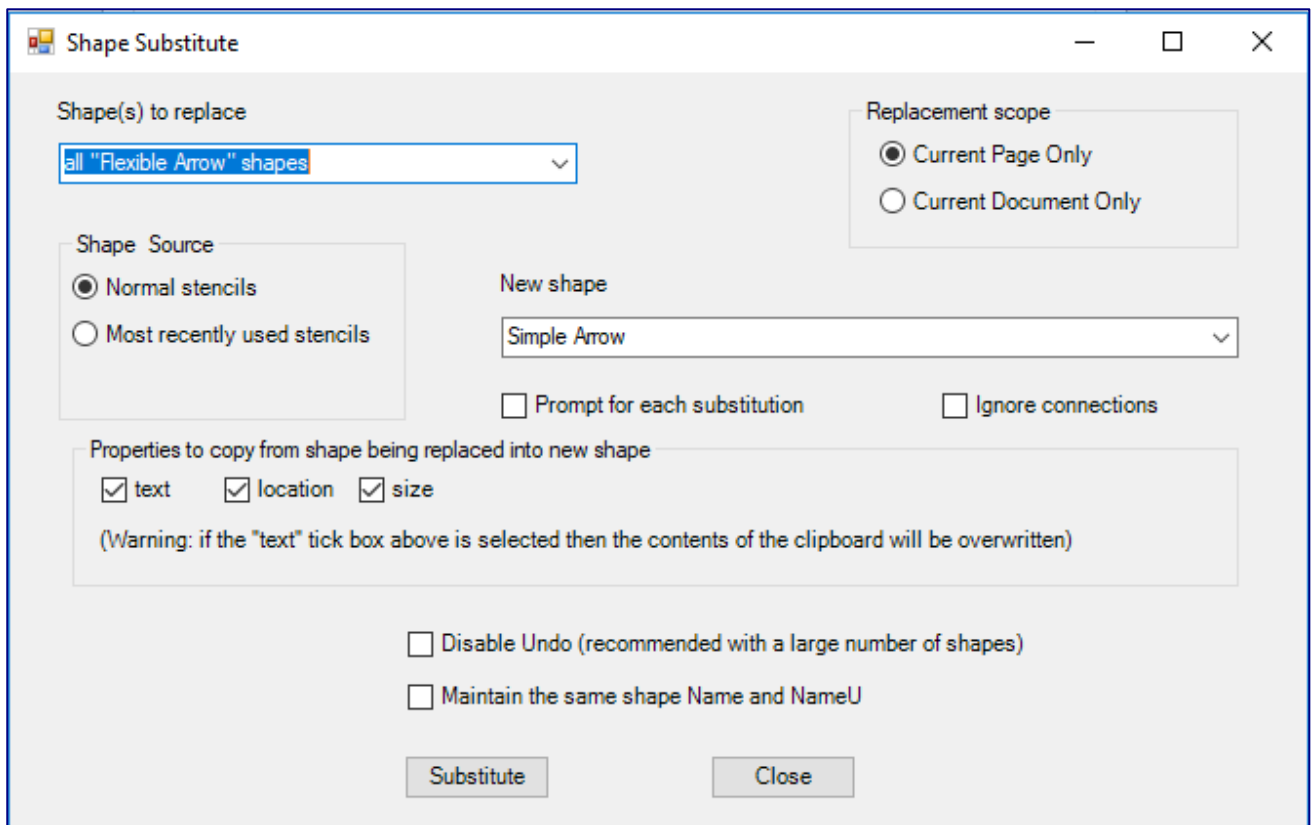 Shape Substitute
Shape(s) to replace
all "Flexible Arrow" shapes
Replacement scope
Current Page Only
Current Document Only
Shape Source
Normal stencils
Most recently used stencils
New shape
Simple Arrow
Prompt for each substitution
Ignore connections
Properties to copy from shape being replaced into new shape
text location size
(Warning: if the "text" tick box above is selected then the contents of the clipboard will be overwritten)
Disable Undo (recommended with a large number of shapes)
Maintain the same shape Name and NameU
Substitute
Close